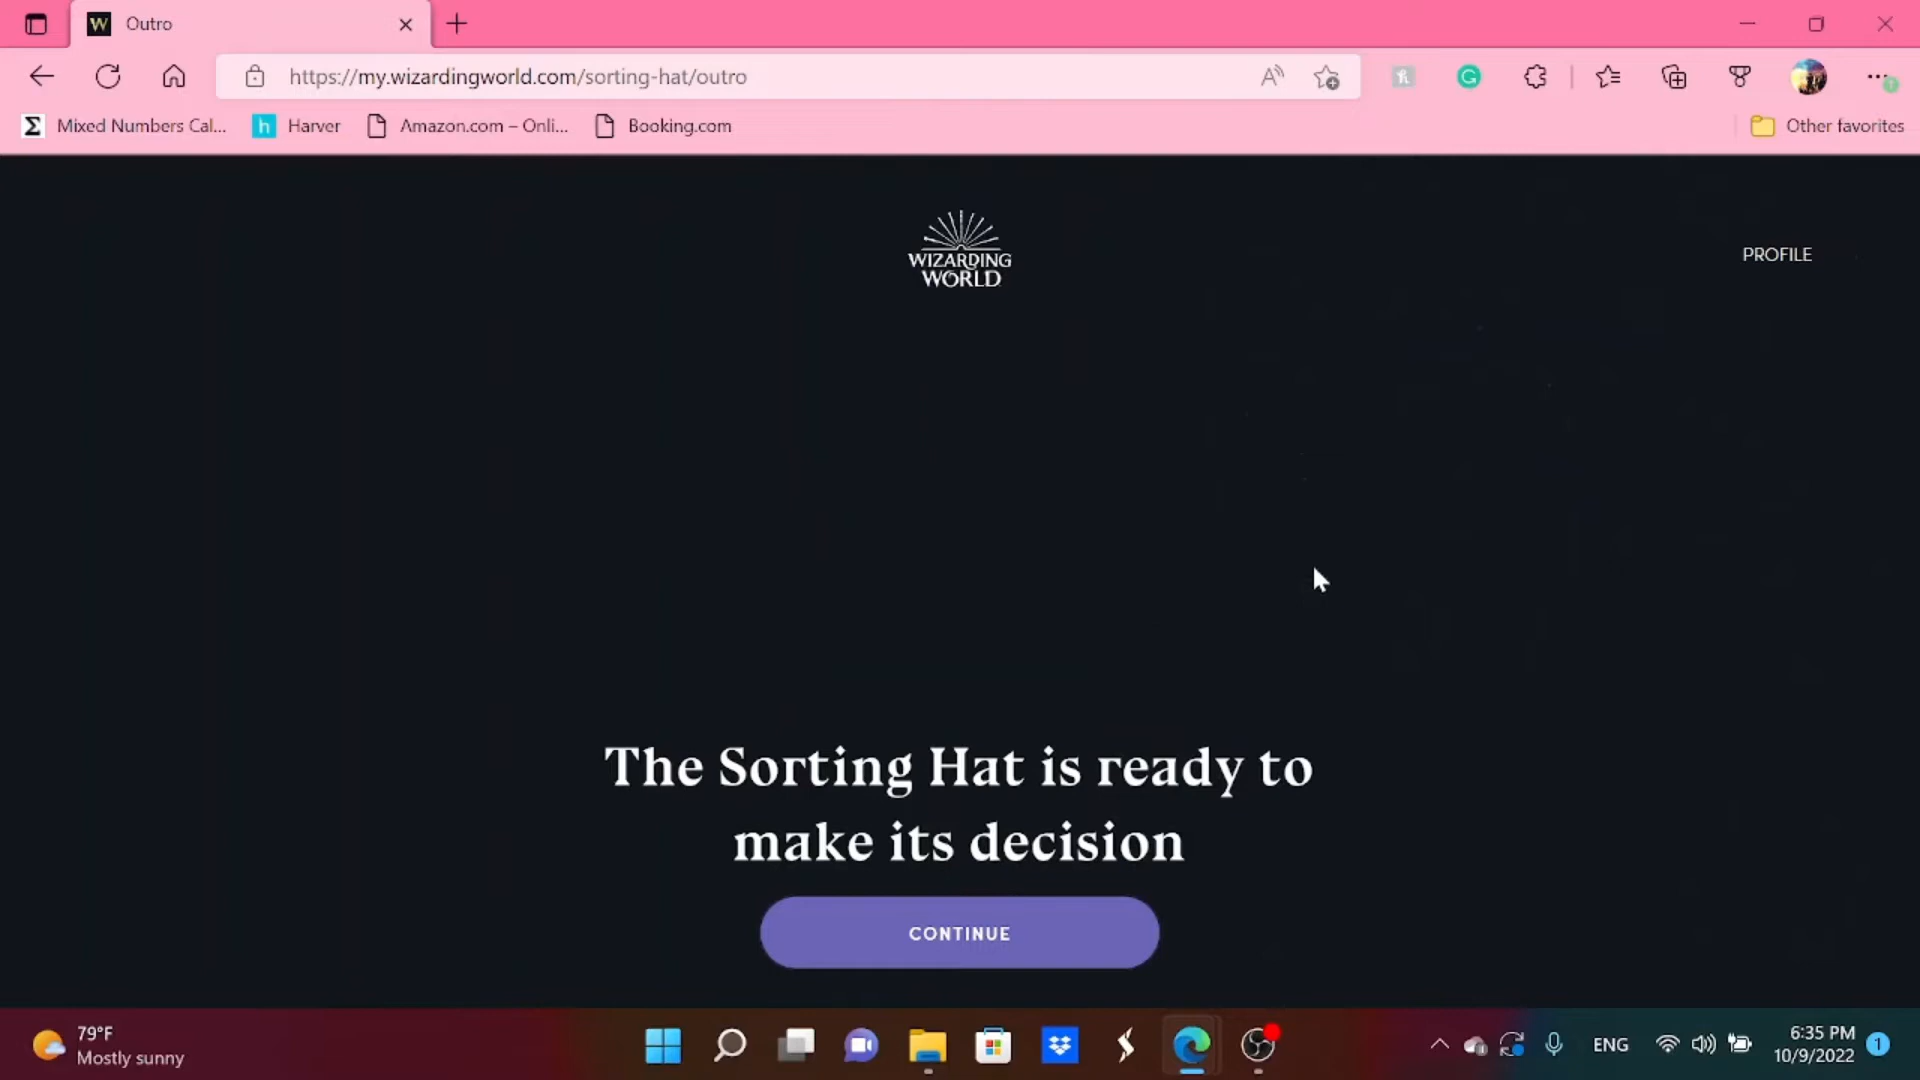 Outro
https://my.wizardingworld.com/sorting-hat/outro
Mixed Numbers Cal... Harver Amazon.com – Onli... Booking.com Other favorites
WIZARDING
WORLD
PROFILE
The Sorting Hat is ready to
make its decision
CONTINUE
79°F
Mostly sunny
ENG
6:35 PM
10/9/2022
1